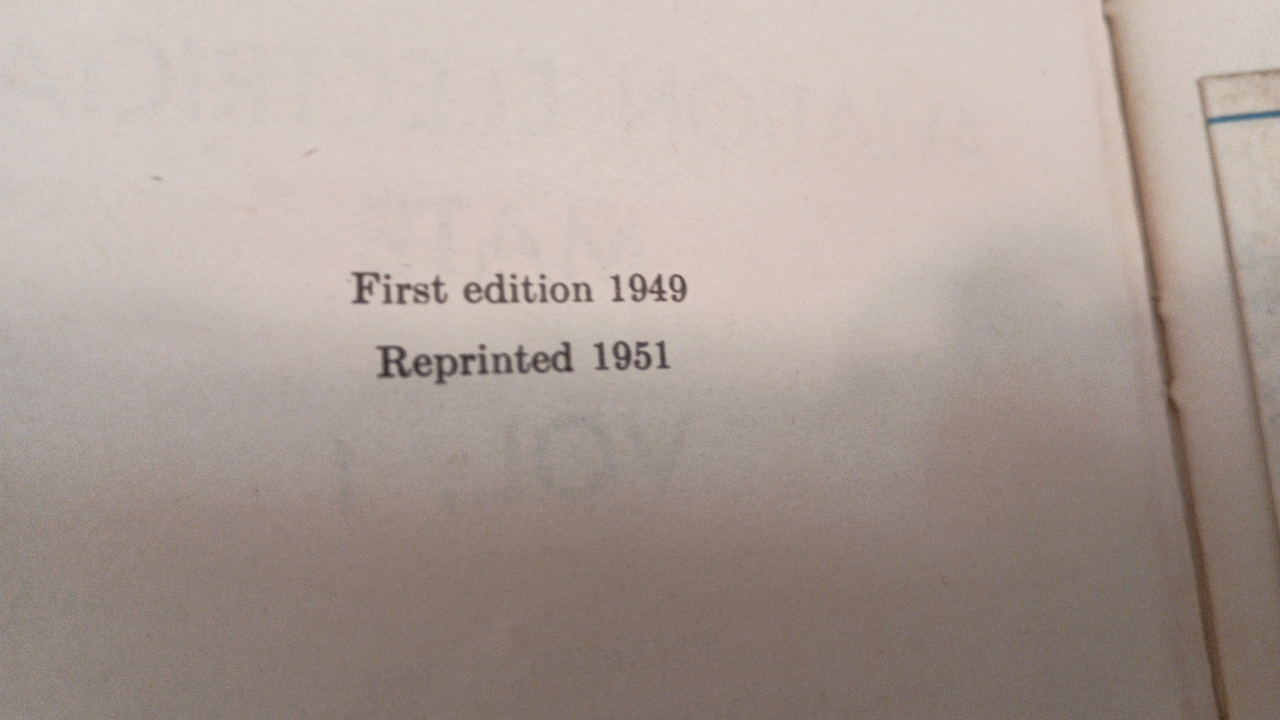 First edition 1949
Reprinted 1951